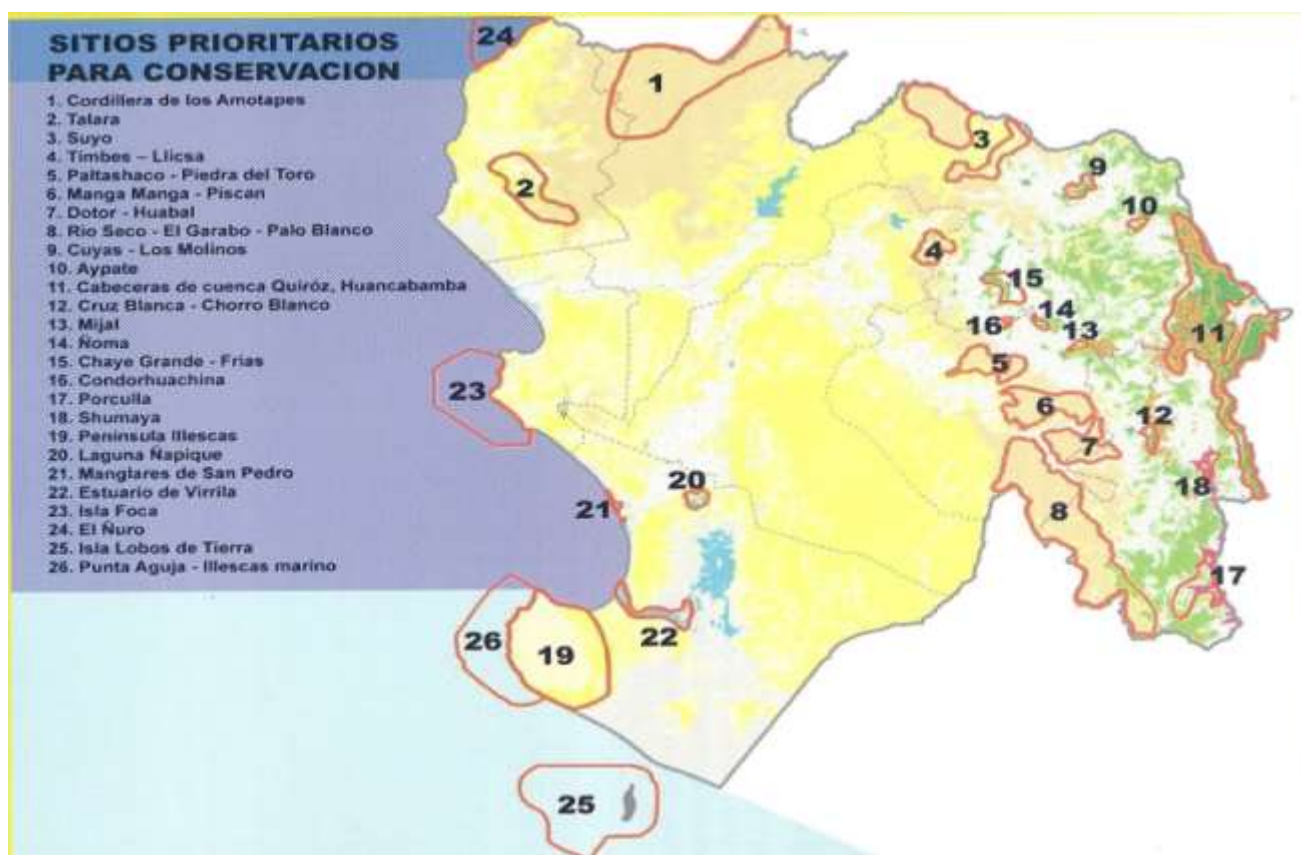 SITIOS PRIORITARIOS
PARA CONSERVACION
1. Cordillera de los Amotapes
2. Talara
3. Suyo
4. Timbes – Llicsa
5. Paltashaco - Piedra del Toro
6. Manga Manga - Piscan
7. Dotor - Huabal
8. Rio Seco - El Garabo - Palo Blanco
9. Cuyas - Los Molinos
10. Aypate
11. Cabeceras de cuenca Quiróz, Huancabamba
12. Cruz Blanca - Chorro Blanco
13. Mijal
14. Ñoma
15. Chaye Grande - Frias
16. Condorhuachina
17. Porculla
18. Shumaya
19. Peninsula Illescas
20. Laguna Ñapique
21. Manglares de San Pedro
22. Estuario de Virrila
23. Isla Foca
24. El Ñuro
25. Isla Lobos de Tierra
26. Punta Aguja - Illescas marino
24
1
3
2
9
10
4
15
14
16
13
11
5
23
6
12
7
20
18
21
8
17
26
19
22
25